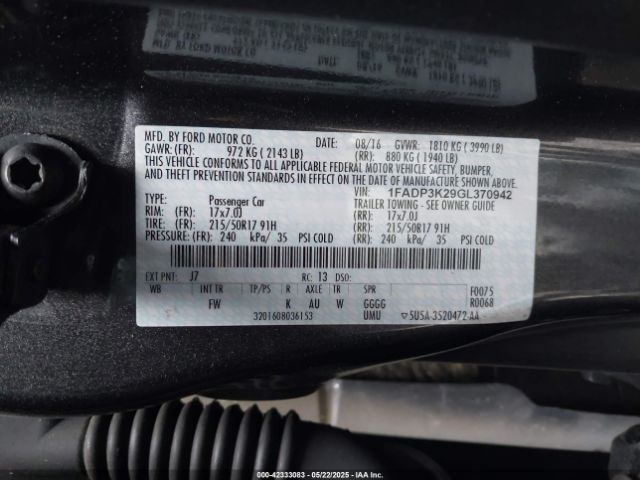 MFD. BY FORD MOTOR CO. DATE: 08/16 GVWR: 1810 KG ( 3990 LB)
GAWR: (FR): 972 KG ( 2143 LB) (RR): 880 KG ( 1940 LB)
THIS VEHICLE CONFORMS TO ALL APPLICABLE FEDERAL MOTOR VEHICLE SAFETY, BUMPER,
AND THEFT PREVENTION STANDARDS IN EFFECT ON THE DATE OF MANUFACTURE SHOWN ABOVE.
VIN: 1FADP3K29GL370942
TYPE: Passenger Car TRAILER TOWING - SEE OWNER GUIDE
RIM: (FR): 17x7.0J (RR): 17x7.0J
TIRE: (FR): 215/50R17 91H (RR): 215/50R17 91H
PRESSURE: (FR): 240 kPa/ 35 PSI COLD (RR): 240 kPa/ 35 PSI COLD
EXT PNT: J7 RC: 13 DSO:
WB INT TR TP/PS R AXLE TR SPR F0075
FW K AU W GGGG R0068
3201608036153 UMU ▽5U5A-3520472-AA
000-42333083 - 05/22/2025 - IAAI.COM